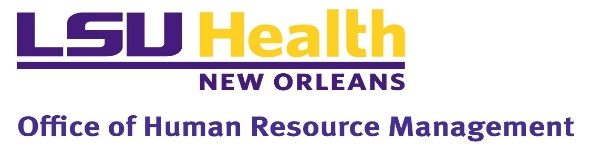 LSU Health
NEW ORLEANS
Office of Human Resource Management